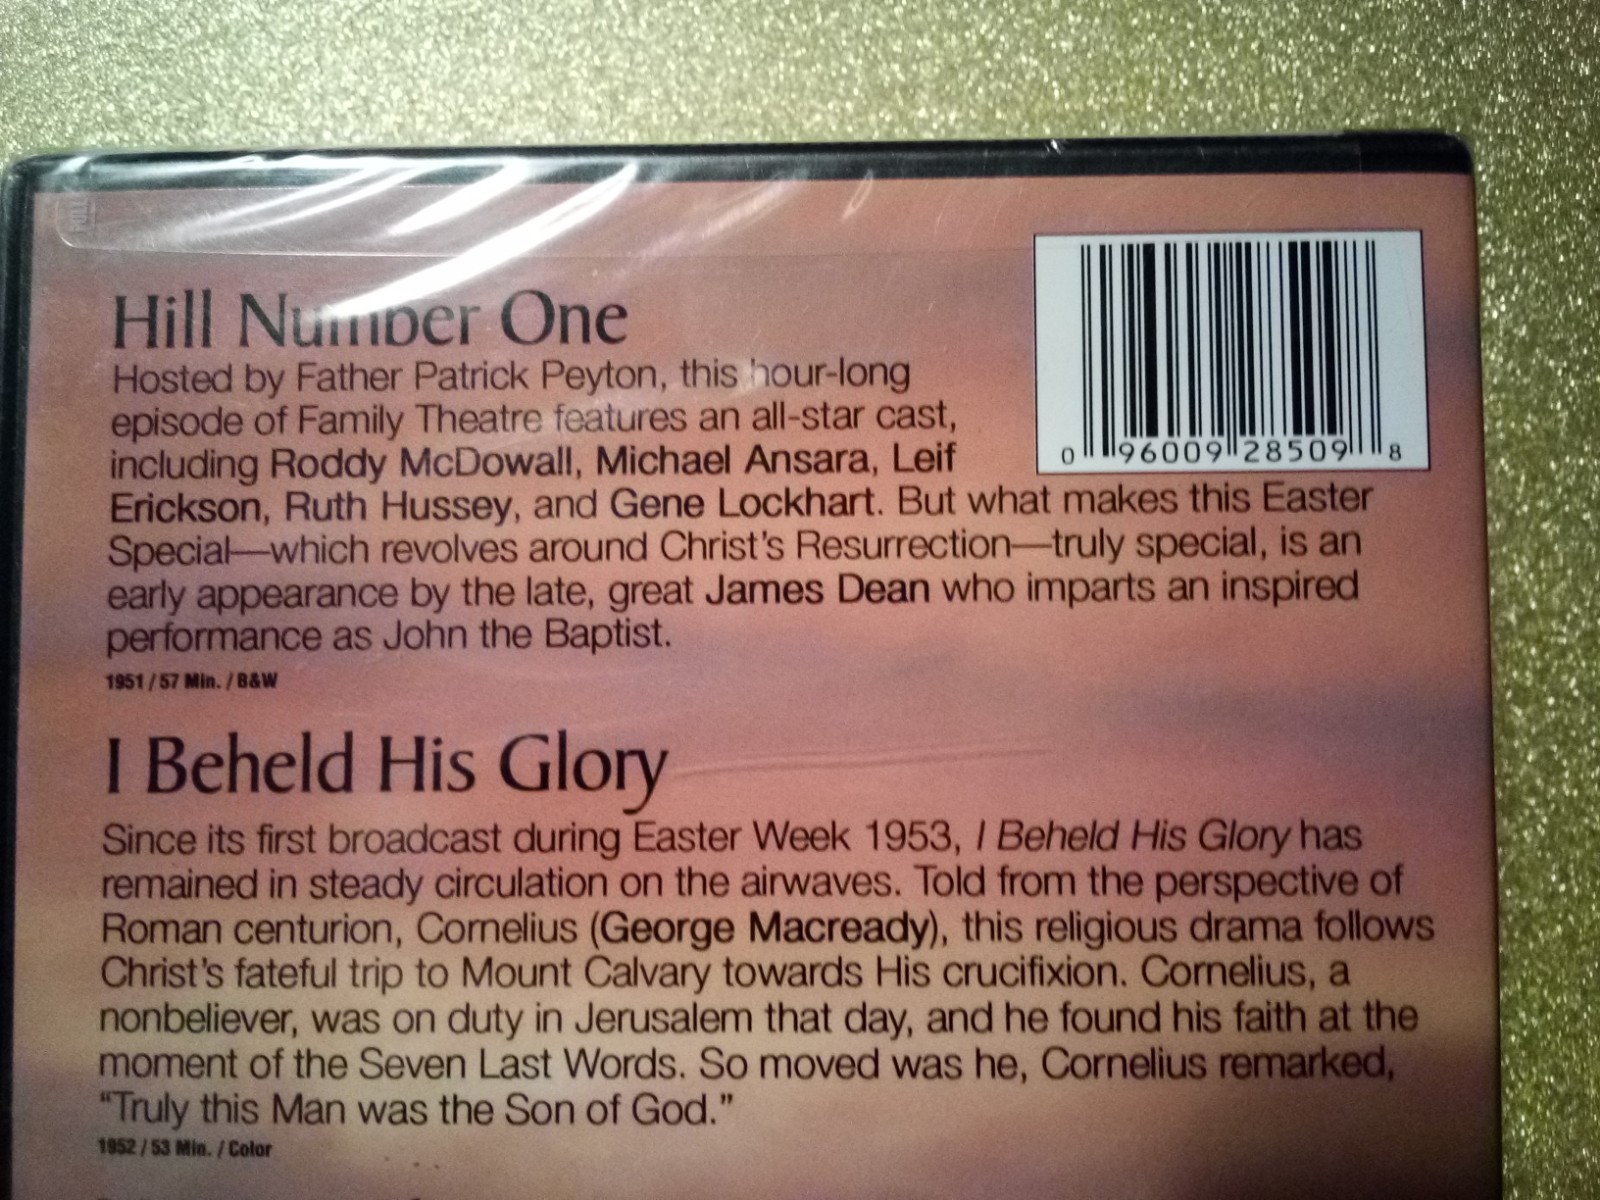 PULL
Hill Number One
Hosted by Father Patrick Peyton, this hour-long
episode of Family Theatre features an all-star cast,
including Roddy McDowall, Michael Ansara, Leif
Erickson, Ruth Hussey, and Gene Lockhart. But what makes this Easter
Special—which revolves around Christ's Resurrection—truly special, is an
early appearance by the late, great James Dean who imparts an inspired
performance as John the Baptist.
1951 / 57 Min. / B&W
0 96009 28509 8
I Beheld His Glory
Since its first broadcast during Easter Week 1953, I Beheld His Glory has
remained in steady circulation on the airwaves. Told from the perspective of
Roman centurion, Cornelius (George Macready), this religious drama follows
Christ's fateful trip to Mount Calvary towards His crucifixion. Cornelius, a
nonbeliever, was on duty in Jerusalem that day, and he found his faith at the
moment of the Seven Last Words. So moved was he, Cornelius remarked,
“Truly this Man was the Son of God.”
1952 / 53 Min. / Color